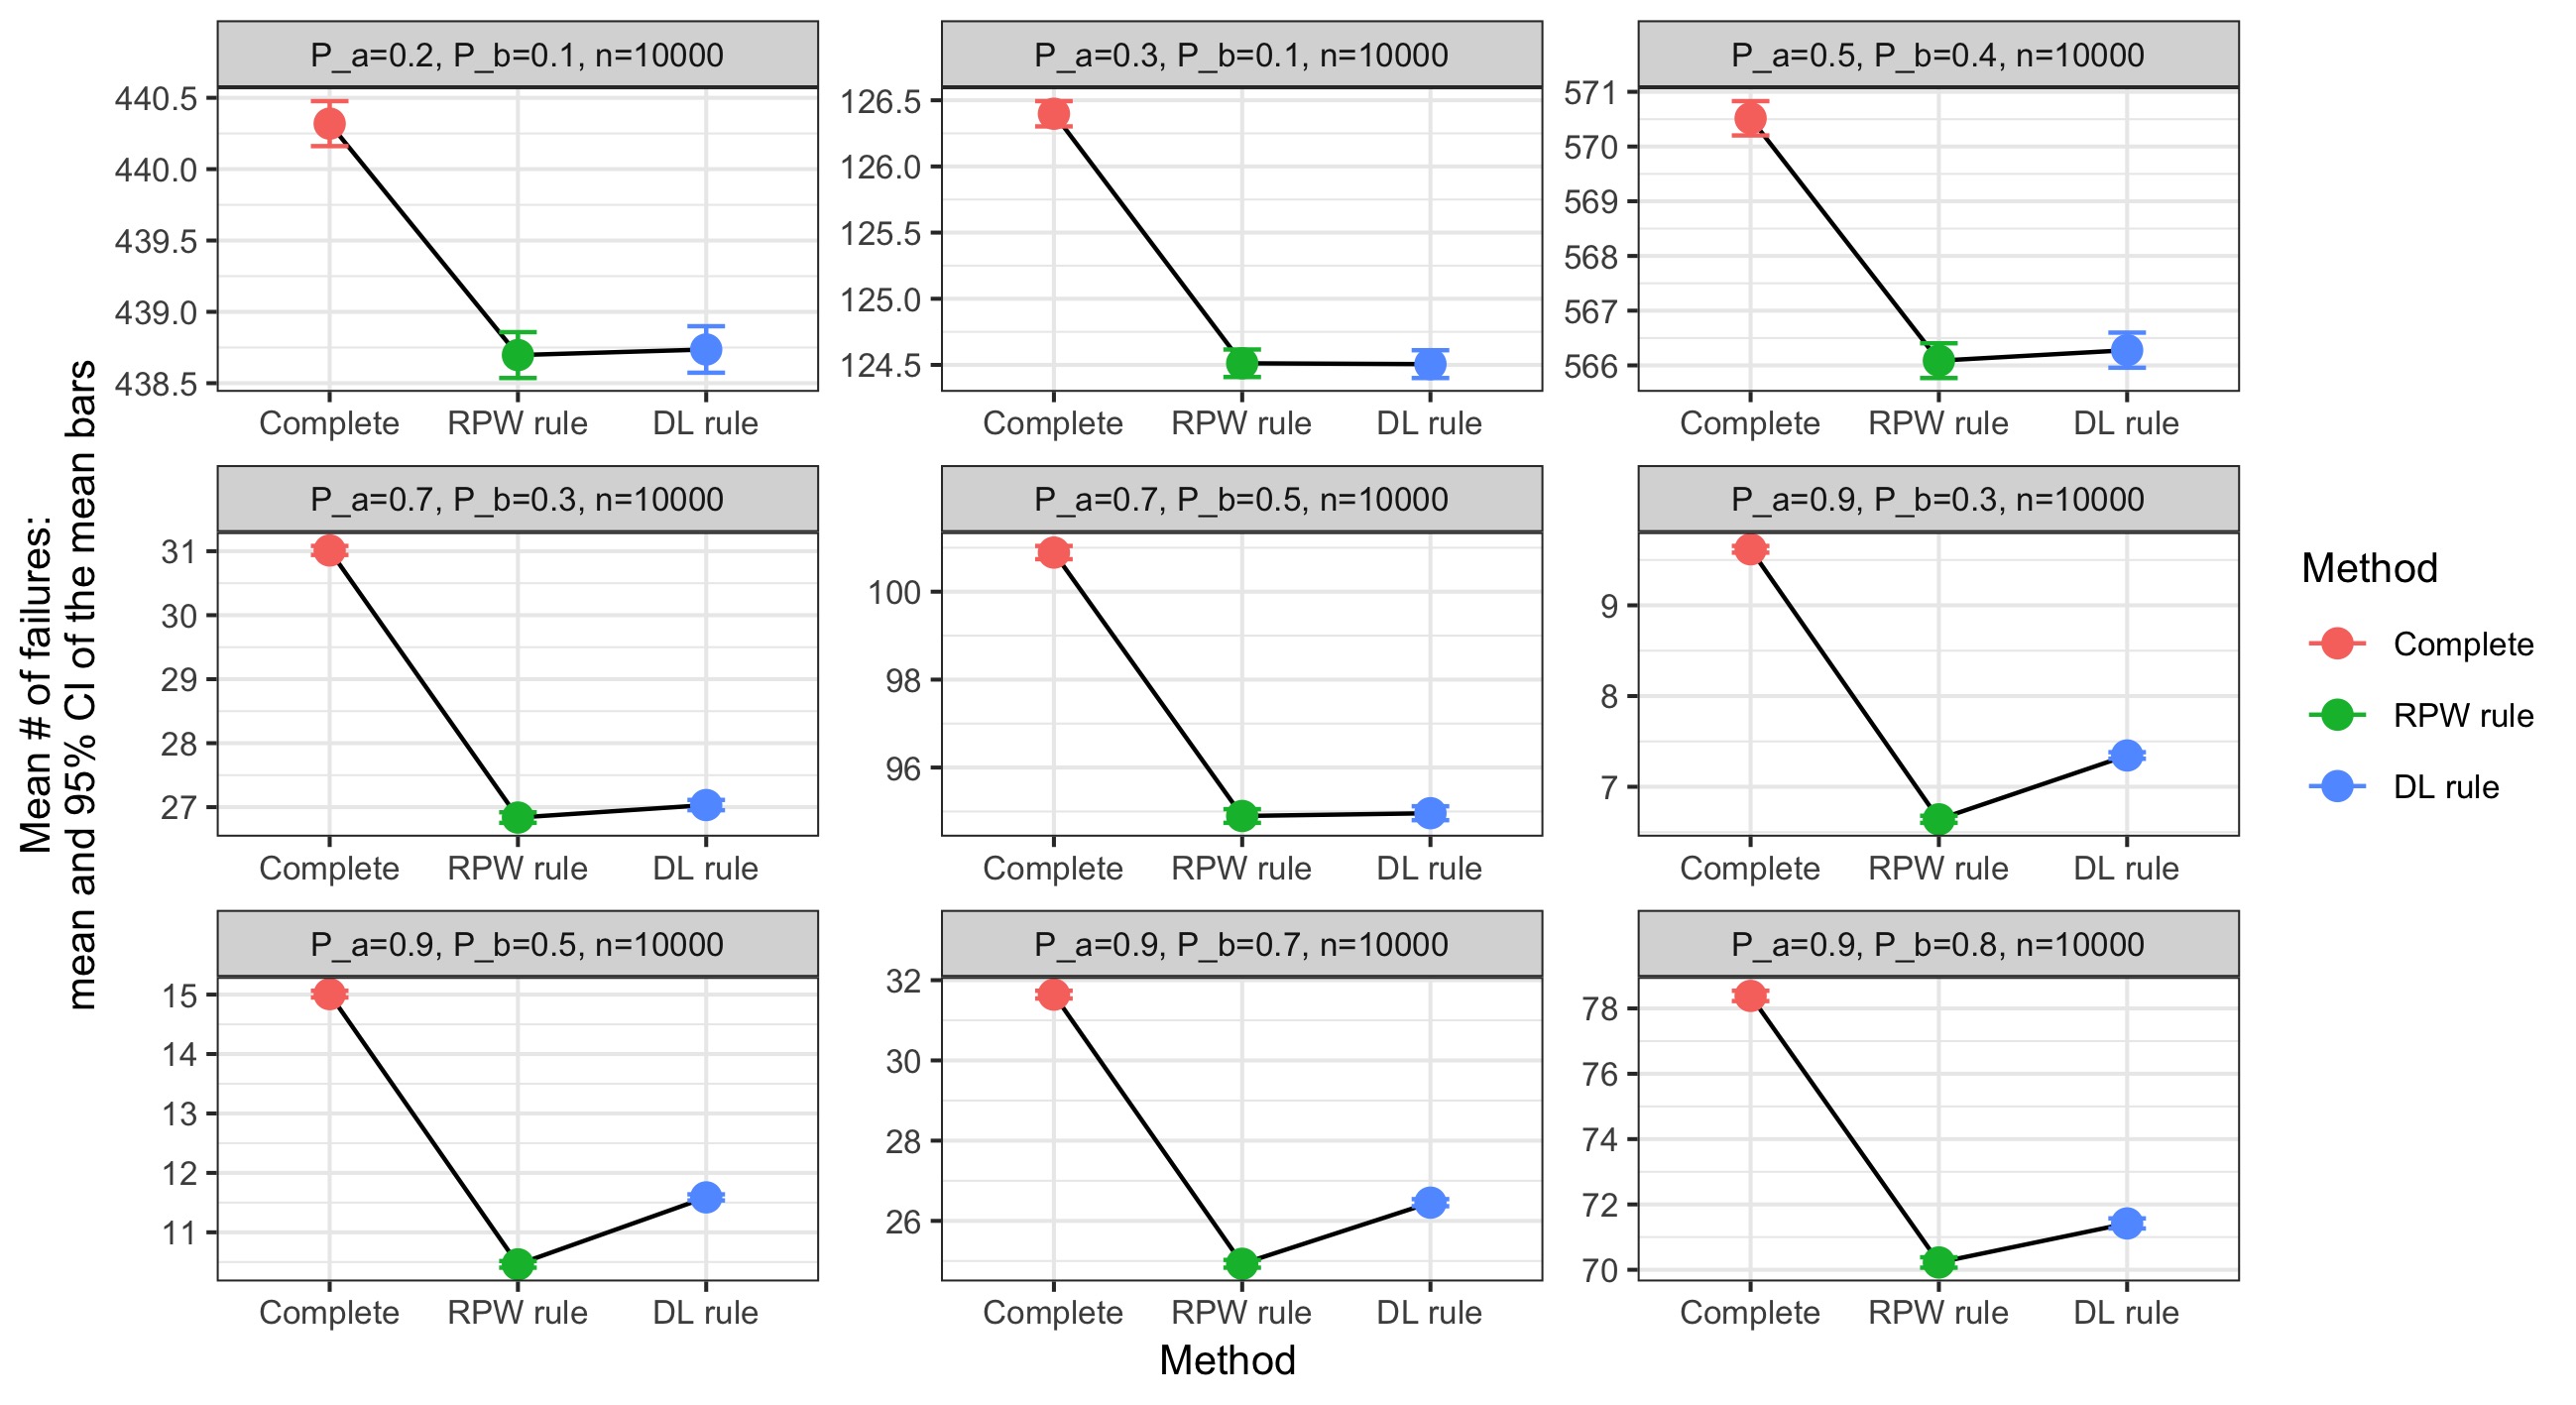 Mean # of failures:
mean and 95% CI of the mean bars
P_a=0.2, P_b=0.1, n=10000
440.5
440.0
439.5
439.0
438.5
Complete RPW rule DL rule
P_a=0.3, P_b=0.1, n=10000
126.5
126.0
125.5
125.0
124.5
Complete RPW rule DL rule
P_a=0.5, P_b=0.4, n=10000
571
570
569
568
567
566
Complete RPW rule DL rule
P_a=0.7, P_b=0.3, n=10000
31
30
29
28
27
Complete RPW rule DL rule
P_a=0.7, P_b=0.5, n=10000
100
98
96
Complete RPW rule DL rule
P_a=0.9, P_b=0.3, n=10000
9
8
7
Complete RPW rule DL rule
P_a=0.9, P_b=0.5, n=10000
15
14
13
12
11
Complete RPW rule DL rule
P_a=0.9, P_b=0.7, n=10000
32
30
28
26
Complete RPW rule DL rule
P_a=0.9, P_b=0.8, n=10000
78
76
74
72
70
Complete RPW rule DL rule
Method
Method
Complete
RPW rule
DL rule